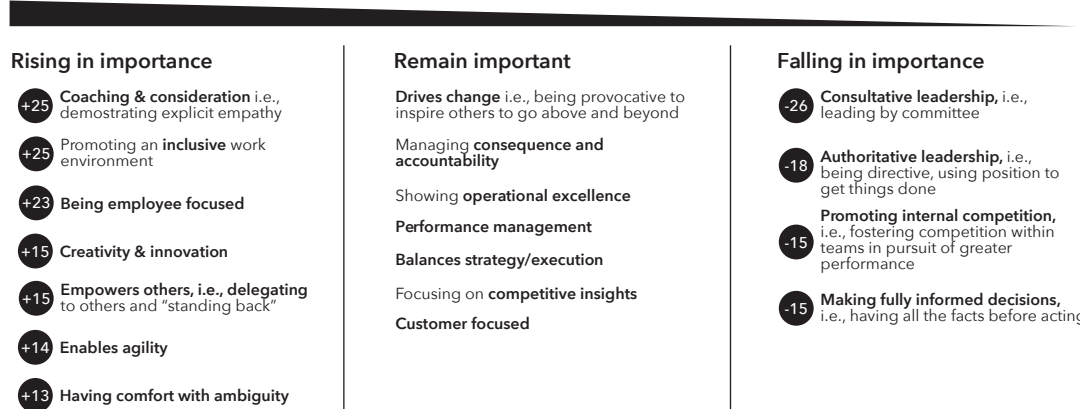 Rising in importance
+25
Coaching & consideration i.e.,
demostrating explicit empathy
+25
Promoting an inclusive work
environment
+23
Being employee focused
+15
Creativity & innovation
+15
Empowers others, i.e., delegating
to others and “standing back”
+14
Enables agility
+13
Having comfort with ambiguity
Remain important
Drives change i.e., being provocative to
inspire others to go above and beyond
Managing consequence and
accountability
Showing operational excellence
Performance management
Balances strategy/execution
Focusing on competitive insights
Customer focused
Falling in importance
-26
Consultative leadership, i.e.,
leading by committee
-18
Authoritative leadership, i.e.,
being directive, using position to
get things done
-15
Promoting internal competition,
i.e., fostering competition within
teams in pursuit of greater
performance
-15
Making fully informed decisions,
i.e., having all the facts before acting